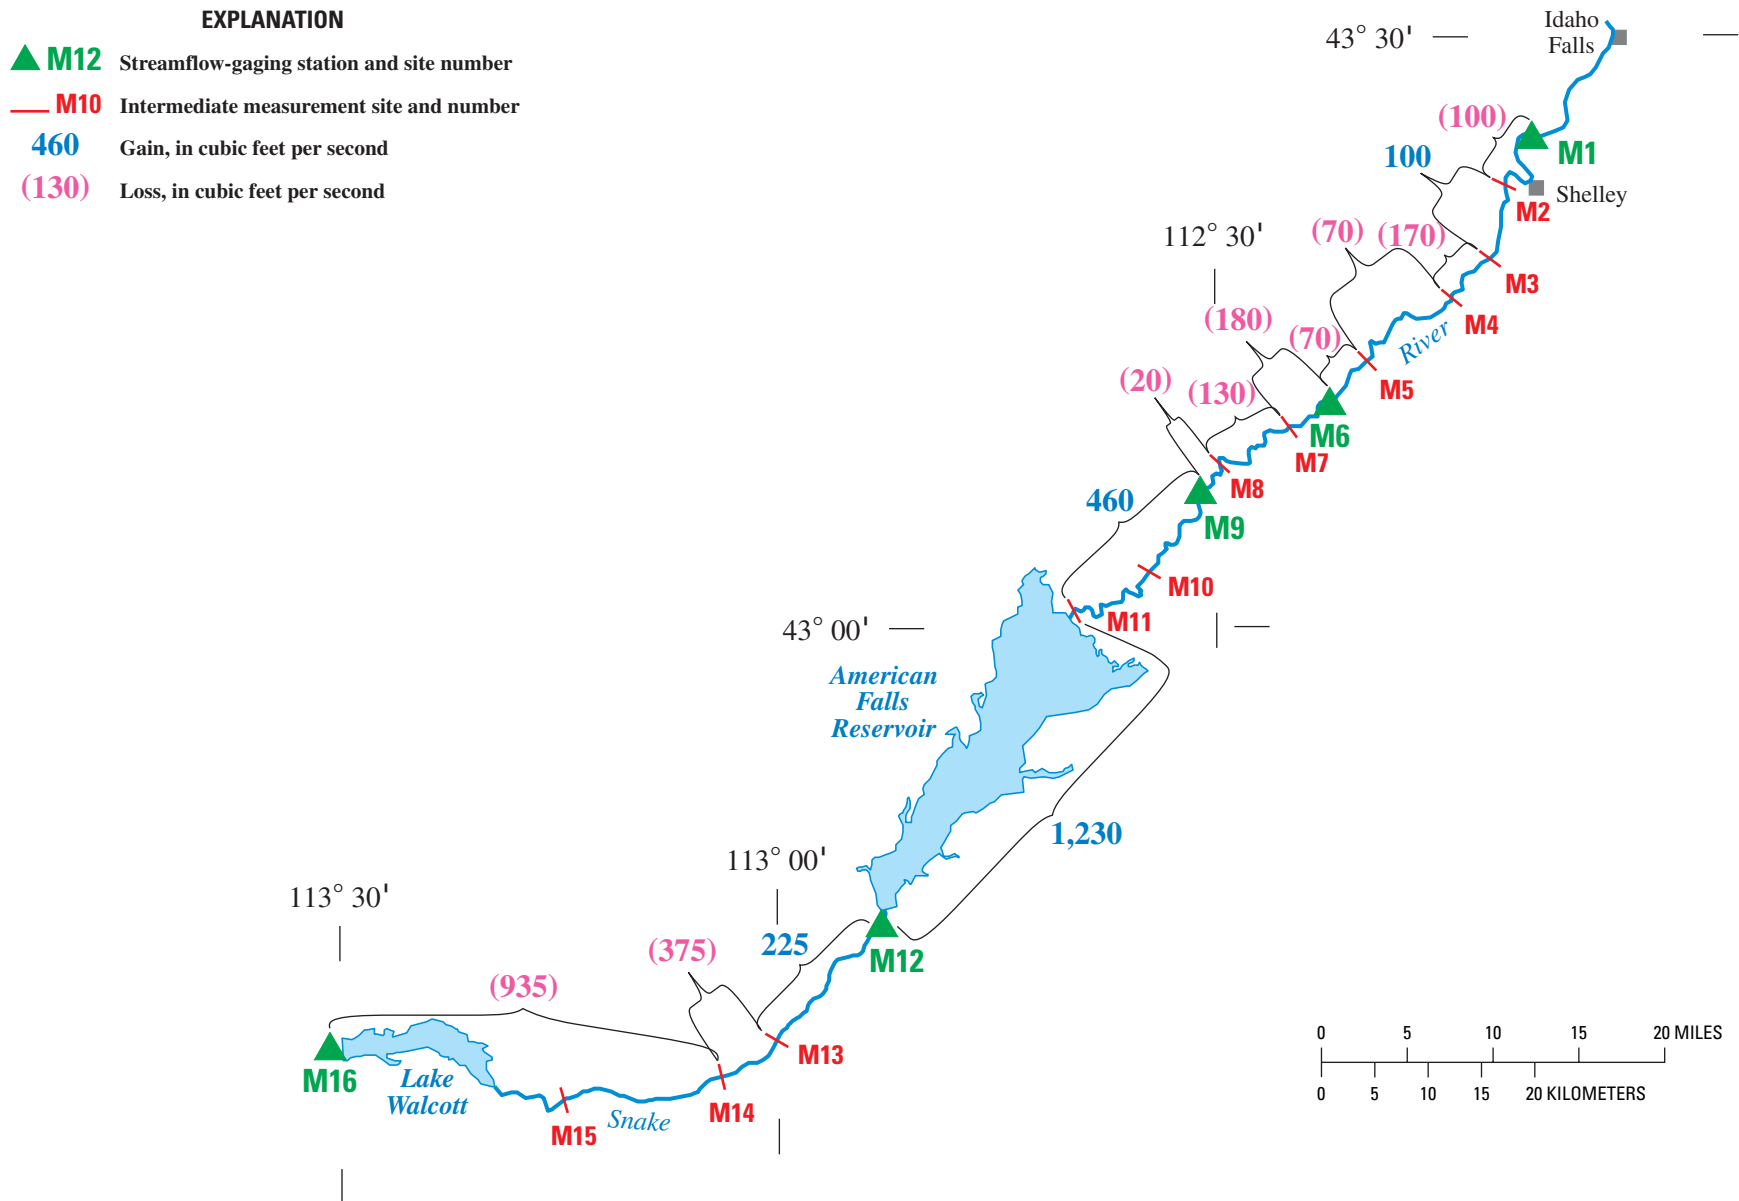 EXPLANATION
M12 Streamflow-gaging station and site number
M10 Intermediate measurement site and number
460 Gain, in cubic feet per second
(130) Loss, in cubic feet per second
Idaho
Falls
43° 30'
(100)
M1
100
Shelley
M2
112° 30'
(70)
(170)
M3
M4
River
(180)
(70)
M5
(20)
(130)
M6
M7
M8
460
M9
M10
M11
43° 00'
American
Falls
Reservoir
1,230
113° 00'
113° 30'
225
(375)
M12
(935)
M13
M16
Lake
Walcott
M14
Snake
M15
0 5 10 15 20 MILES
0 5 10 15 20 KILOMETERS